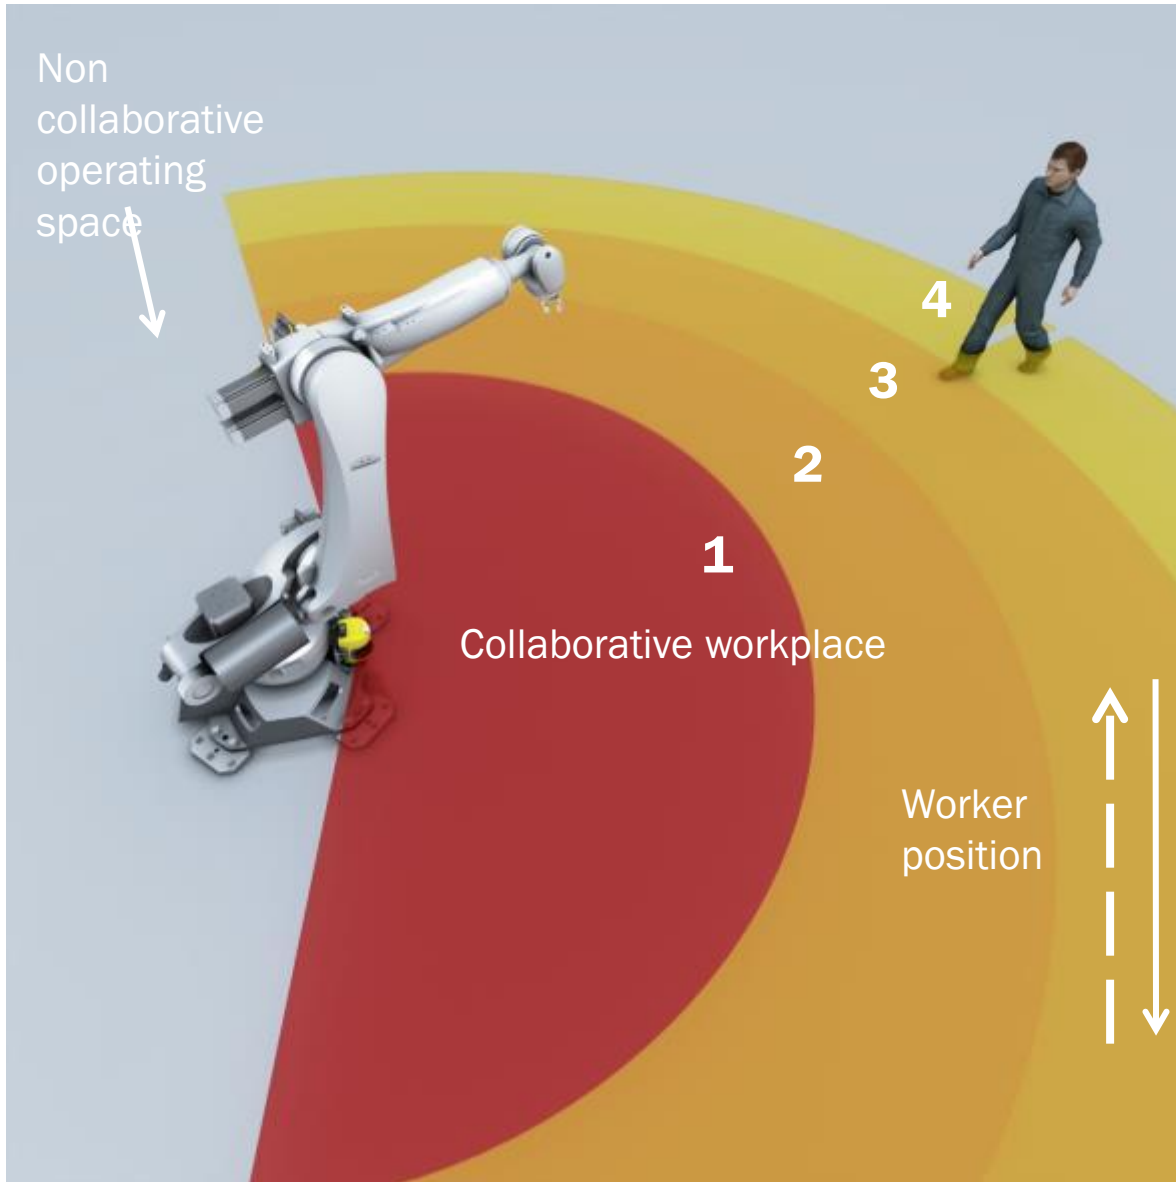 Non
collaborative
operating
space
4
3
2
1
Collaborative workplace
Worker
position